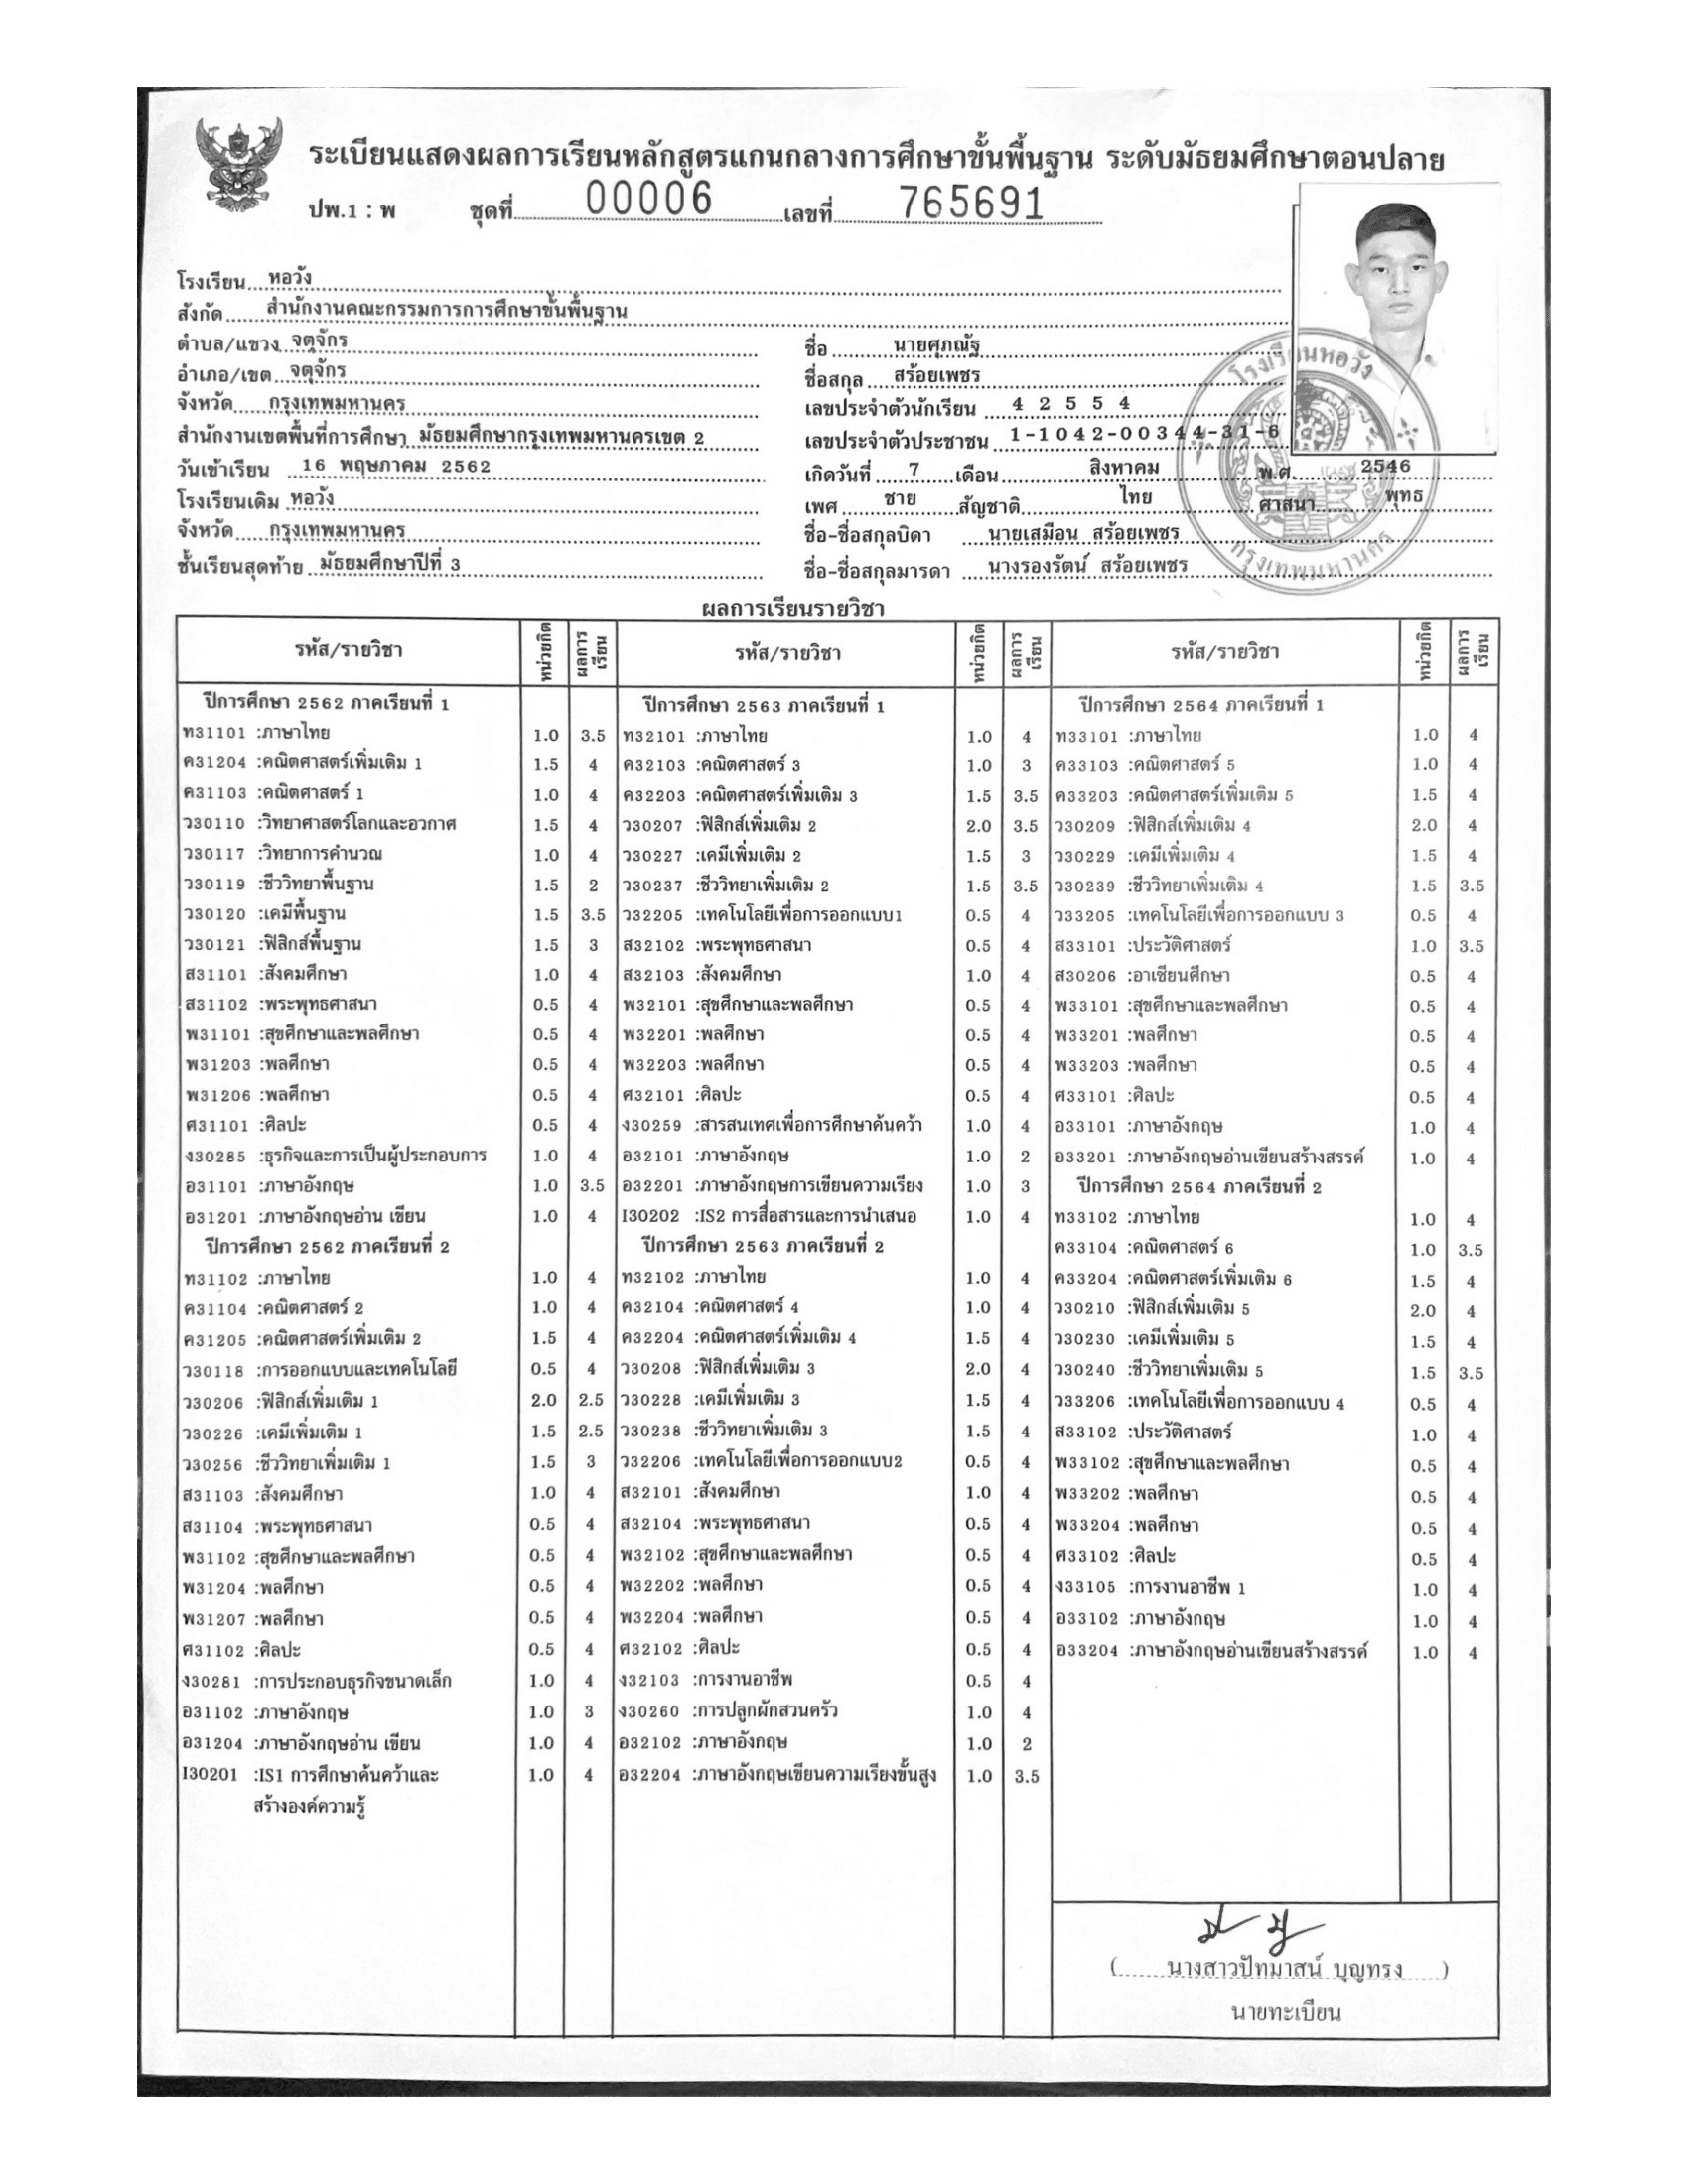 ระเบียนแสดงผลการเรียนหลักสูตรแกนกลางการศึกษาขั้นพื้นฐาน ระดับมัธยมศึกษาตอนปลาย
ปพ.1 : พ ชุดที่ 00006 เลขที่ 765691
โรงเรียน หอวัง
สังกัด สำนักงานคณะกรรมการการศึกษาขั้นพื้นฐาน
ตำบล/แขวง จตุจักร
อำเภอ/เขต จตุจักร
จังหวัด กรุงเทพมหานคร
สำนักงานเขตพื้นที่การศึกษา มัธยมศึกษากรุงเทพมหานครเขต 2
วันเข้าเรียน 16 พฤษภาคม 2562
โรงเรียนเดิม หอวัง
จังหวัด กรุงเทพมหานคร
ชั้นเรียนสุดท้าย มัธยมศึกษาปีที่ 3
ชื่อ นายศุภณัฐ
ชื่อสกุล สร้อยเพชร
เลขประจำตัวนักเรียน 4 2 5 5 4
เลขประจำตัวประชาชน 1-1042-00344-31-6
เกิดวันที่ 7 เดือน สิงหาคม พ.ศ. 2546
เพศ ชาย สัญชาติ ไทย ศาสนา พุทธ
ชื่อ-ชื่อสกุลบิดา นายเสมือน สร้อยเพชร
ชื่อ-ชื่อสกุลมารดา นางรองรัตน์ สร้อยเพชร
โรงเรียนหอวัง
กรุงเทพมหานคร
ผลการเรียนรายวิชา
รหัส/รายวิชา หน่วยกิต ผลการเรียน
ปีการศึกษา 2562 ภาคเรียนที่ 1
ท31101 :ภาษาไทย 1.0 3.5
ค31204 :คณิตศาสตร์เพิ่มเติม 1 1.5 4
ค31103 :คณิตศาสตร์ 1 1.0 4
ว30110 :วิทยาศาสตร์โลกและอวกาศ 1.5 4
ว30117 :วิทยาการคำนวณ 1.0 4
ว30119 :ชีววิทยาพื้นฐาน 1.5 2
ว30120 :เคมีพื้นฐาน 1.5 3.5
ว30121 :ฟิสิกส์พื้นฐาน 1.5 3
ส31101 :สังคมศึกษา 1.0 4
ส31102 :พระพุทธศาสนา 0.5 4
พ31101 :สุขศึกษาและพลศึกษา 0.5 4
พ31203 :พลศึกษา 0.5 4
พ31206 :พลศึกษา 0.5 4
ศ31101 :ศิลปะ 0.5 4
ง30285 :ธุรกิจและการเป็นผู้ประกอบการ 1.0 4
อ31101 :ภาษาอังกฤษ 1.0 3.5
อ31201 :ภาษาอังกฤษอ่าน เขียน 1.0 4
ปีการศึกษา 2562 ภาคเรียนที่ 2
ท31102 :ภาษาไทย 1.0 4
ค31104 :คณิตศาสตร์ 2 1.0 4
ค31205 :คณิตศาสตร์เพิ่มเติม 2 1.5 4
ว30118 :การออกแบบและเทคโนโลยี 0.5 4
ว30206 :ฟิสิกส์เพิ่มเติม 1 2.0 2.5
ว30226 :เคมีเพิ่มเติม 1 1.5 2.5
ว30256 :ชีววิทยาเพิ่มเติม 1 1.5 3
ส31103 :สังคมศึกษา 1.0 4
ส31104 :พระพุทธศาสนา 0.5 4
พ31102 :สุขศึกษาและพลศึกษา 0.5 4
พ31204 :พลศึกษา 0.5 4
พ31207 :พลศึกษา 0.5 4
ศ31102 :ศิลปะ 0.5 4
ง30281 :การประกอบธุรกิจขนาดเล็ก 1.0 4
อ31102 :ภาษาอังกฤษ 1.0 3
อ31204 :ภาษาอังกฤษอ่าน เขียน 1.0 4
I30201 :IS1 การศึกษาค้นคว้าและ 1.0 4
สร้างองค์ความรู้
รหัส/รายวิชา หน่วยกิต ผลการเรียน
ปีการศึกษา 2563 ภาคเรียนที่ 1
ท32101 :ภาษาไทย 1.0 4
ค32103 :คณิตศาสตร์ 3 1.0 3
ค32203 :คณิตศาสตร์เพิ่มเติม 3 1.5 3.5
ว30207 :ฟิสิกส์เพิ่มเติม 2 2.0 3.5
ว30227 :เคมีเพิ่มเติม 2 1.5 3
ว30237 :ชีววิทยาเพิ่มเติม 2 1.5 3.5
ว32205 :เทคโนโลยีเพื่อการออกแบบ1 0.5 4
ส32102 :พระพุทธศาสนา 0.5 4
ส32103 :สังคมศึกษา 1.0 4
พ32101 :สุขศึกษาและพลศึกษา 0.5 4
พ32201 :พลศึกษา 0.5 4
พ32203 :พลศึกษา 0.5 4
ศ32101 :ศิลปะ 0.5 4
ง30259 :สารสนเทศเพื่อการศึกษาค้นคว้า 1.0 4
อ32101 :ภาษาอังกฤษ 1.0 2
อ32201 :ภาษาอังกฤษการเขียนความเรียง 1.0 3
I30202 :IS2 การสื่อสารและการนำเสนอ 1.0 4
ปีการศึกษา 2563 ภาคเรียนที่ 2
ท32102 :ภาษาไทย 1.0 4
ค32104 :คณิตศาสตร์ 4 1.0 4
ค32204 :คณิตศาสตร์เพิ่มเติม 4 1.5 4
ว30208 :ฟิสิกส์เพิ่มเติม 3 2.0 4
ว30228 :เคมีเพิ่มเติม 3 1.5 4
ว30238 :ชีววิทยาเพิ่มเติม 3 1.5 4
ว32206 :เทคโนโลยีเพื่อการออกแบบ2 0.5 4
ส32101 :สังคมศึกษา 1.0 4
ส32104 :พระพุทธศาสนา 0.5 4
พ32102 :สุขศึกษาและพลศึกษา 0.5 4
พ32202 :พลศึกษา 0.5 4
พ32204 :พลศึกษา 0.5 4
ศ32102 :ศิลปะ 0.5 4
ง32103 :การงานอาชีพ 0.5 4
ง30260 :การปลูกผักสวนครัว 1.0 4
อ32102 :ภาษาอังกฤษ 1.0 2
อ32204 :ภาษาอังกฤษเขียนความเรียงขั้นสูง 1.0 3.5
รหัส/รายวิชา หน่วยกิต ผลการเรียน
ปีการศึกษา 2564 ภาคเรียนที่ 1
ท33101 :ภาษาไทย 1.0 4
ค33103 :คณิตศาสตร์ 5 1.0 4
ค33203 :คณิตศาสตร์เพิ่มเติม 5 1.5 4
ว30209 :ฟิสิกส์เพิ่มเติม 4 2.0 4
ว30229 :เคมีเพิ่มเติม 4 1.5 4
ว30239 :ชีววิทยาเพิ่มเติม 4 1.5 3.5
ว33205 :เทคโนโลยีเพื่อการออกแบบ 3 0.5 4
ส33101 :ประวัติศาสตร์ 1.0 3.5
ส30206 :อาเซียนศึกษา 0.5 4
พ33101 :สุขศึกษาและพลศึกษา 0.5 4
พ33201 :พลศึกษา 0.5 4
พ33203 :พลศึกษา 0.5 4
ศ33101 :ศิลปะ 0.5 4
อ33101 :ภาษาอังกฤษ 1.0 4
อ33201 :ภาษาอังกฤษอ่านเขียนสร้างสรรค์ 1.0 4
ปีการศึกษา 2564 ภาคเรียนที่ 2
ท33102 :ภาษาไทย 1.0 4
ค33104 :คณิตศาสตร์ 6 1.0 3.5
ค33204 :คณิตศาสตร์เพิ่มเติม 6 1.5 4
ว30210 :ฟิสิกส์เพิ่มเติม 5 2.0 4
ว30230 :เคมีเพิ่มเติม 5 1.5 4
ว30240 :ชีววิทยาเพิ่มเติม 5 1.5 3.5
ว33206 :เทคโนโลยีเพื่อการออกแบบ 4 0.5 4
ส33102 :ประวัติศาสตร์ 1.0 4
พ33102 :สุขศึกษาและพลศึกษา 0.5 4
พ33202 :พลศึกษา 0.5 4
พ33204 :พลศึกษา 0.5 4
ศ33102 :ศิลปะ 0.5 4
ง33105 :การงานอาชีพ 1 1.0 4
อ33102 :ภาษาอังกฤษ 1.0 4
อ33204 :ภาษาอังกฤษอ่านเขียนสร้างสรรค์ 1.0 4
( นางสาวปัทมาสน์ บุญทรง )
นายทะเบียน